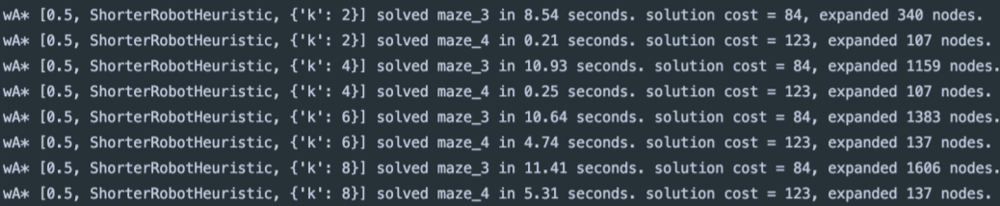 wA* [0.5, ShorterRobotHeuristic, {'k': 2}] solved maze_3 in 8.54 seconds. solution cost = 84, expanded 340 nodes.
wA* [0.5, ShorterRobotHeuristic, {'k': 2}] solved maze_4 in 0.21 seconds. solution cost = 123, expanded 107 nodes.
wA* [0.5, ShorterRobotHeuristic, {'k': 4}] solved maze_3 in 10.93 seconds. solution cost = 84, expanded 1159 nodes.
wA* [0.5, ShorterRobotHeuristic, {'k': 4}] solved maze_4 in 0.25 seconds. solution cost = 123, expanded 107 nodes.
wA* [0.5, ShorterRobotHeuristic, {'k': 6}] solved maze_3 in 10.64 seconds. solution cost = 84, expanded 1383 nodes.
wA* [0.5, ShorterRobotHeuristic, {'k': 6}] solved maze_4 in 4.74 seconds. solution cost = 123, expanded 137 nodes.
wA* [0.5, ShorterRobotHeuristic, {'k': 8}] solved maze_3 in 11.41 seconds. solution cost = 84, expanded 1606 nodes.
wA* [0.5, ShorterRobotHeuristic, {'k': 8}] solved maze_4 in 5.31 seconds. solution cost = 123, expanded 137 nodes.